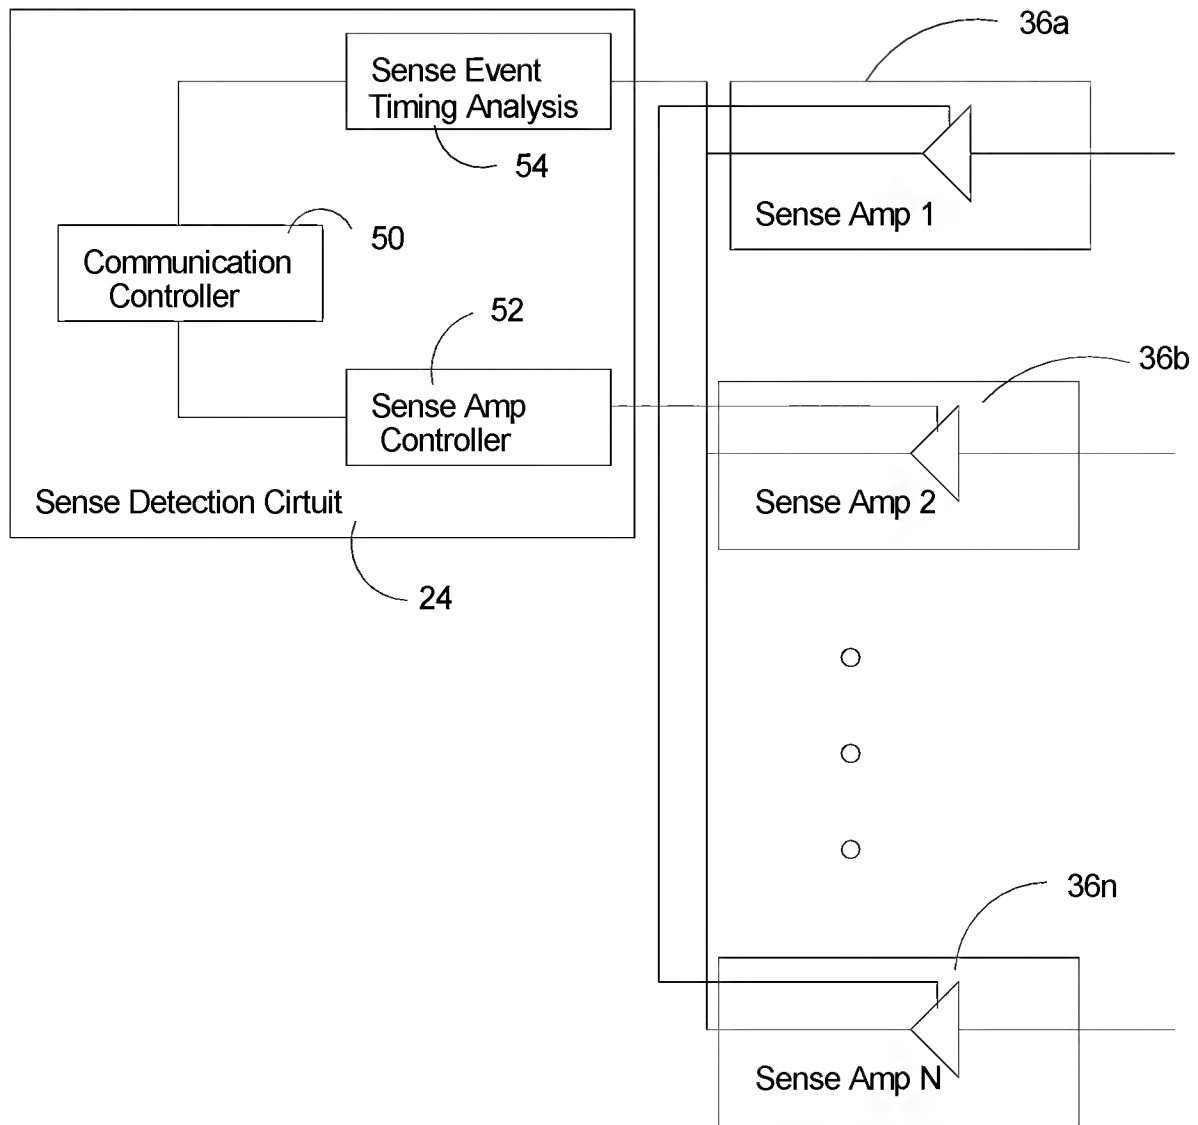 36a
Sense Event
Timing Analysis
54
Sense Amp 1
50
Communication
Controller
52
36b
Sense Amp
Controller
Sense Amp 2
Sense Detection Cirtuit
24
36n
Sense Amp N